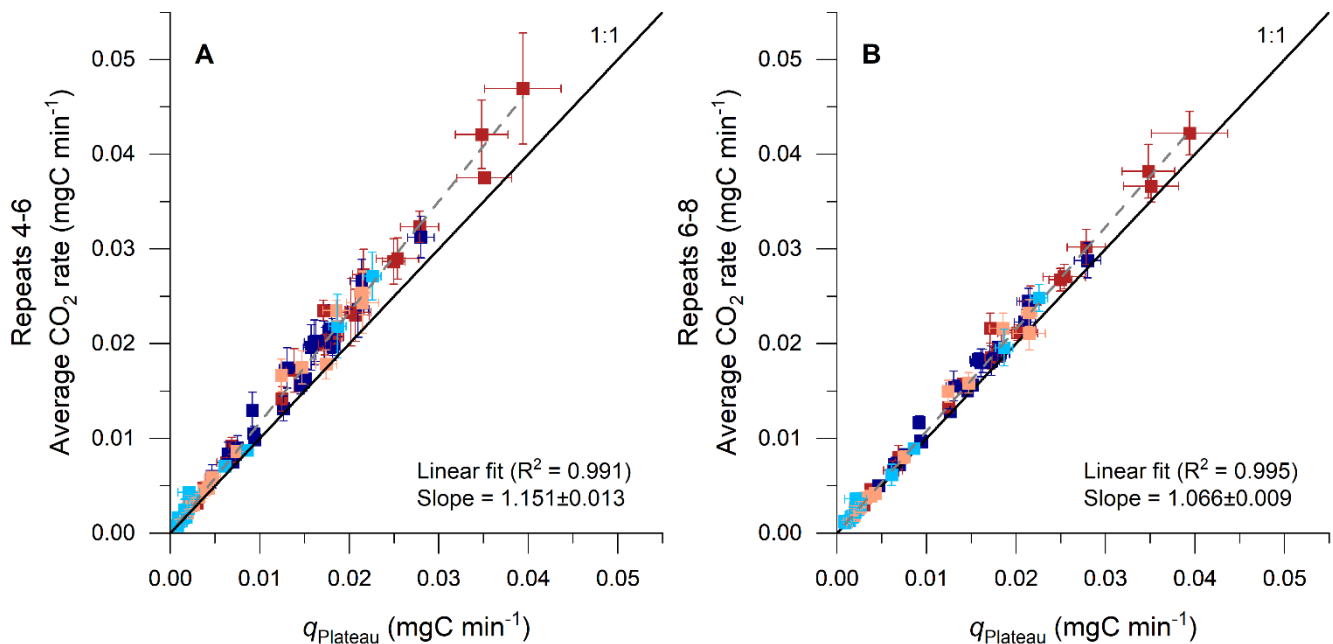 A
1:1
Repeats 4-6
Average CO₂ rate (mgC min⁻¹)
0.05
0.04
0.03
0.02
0.01
0.00
Linear fit (R² = 0.991)
Slope = 1.151±0.013
0.00 0.01 0.02 0.03 0.04 0.05
qPlateau (mgC min⁻¹)
B
1:1
Repeats 6-8
Average CO₂ rate (mgC min⁻¹)
0.05
0.04
0.03
0.02
0.01
0.00
Linear fit (R² = 0.995)
Slope = 1.066±0.009
0.00 0.01 0.02 0.03 0.04 0.05
qPlateau (mgC min⁻¹)